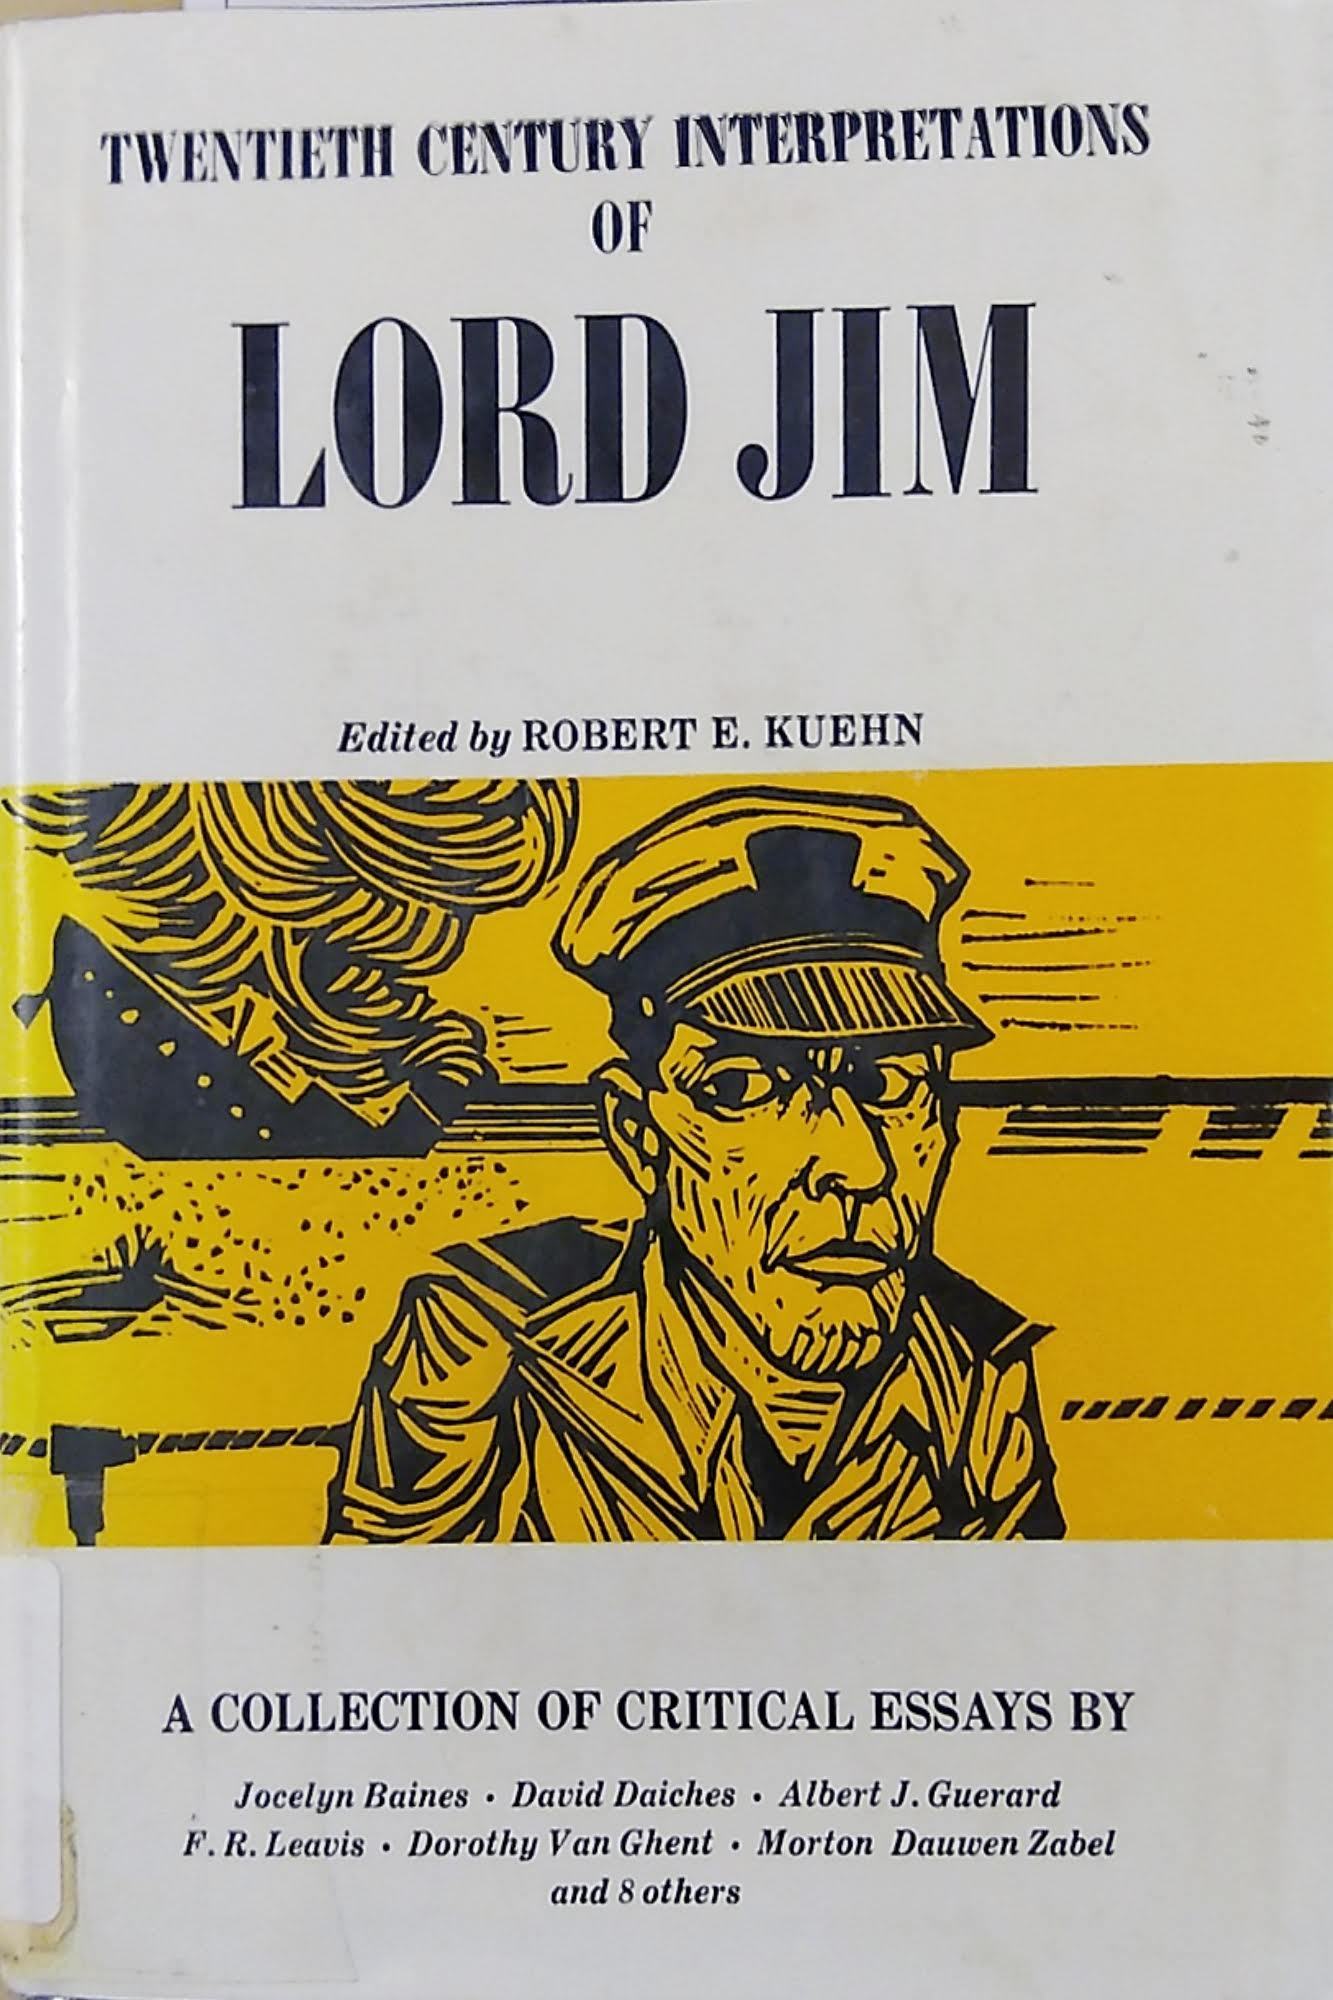 TWENTIETH CENTURY INTERPRETATIONS
OF
LORD JIM
Edited by ROBERT E. KUEHN
A COLLECTION OF CRITICAL ESSAYS BY
Jocelyn Baines • David Daiches • Albert J. Guerard
F. R. Leavis • Dorothy Van Ghent • Morton Dauwen Zabel
and 8 others